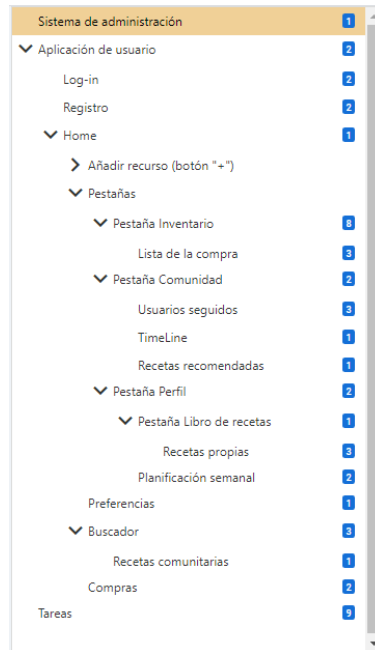 Sistema de administración 1
Aplicación de usuario 2
Log-in 2
Registro 2
Home 1
Añadir recurso (botón "+")
Pestañas
Pestaña Inventario 8
Lista de la compra 3
Pestaña Comunidad 2
Usuarios seguidos 3
TimeLine 1
Recetas recomendadas 1
Pestaña Perfil 2
Pestaña Libro de recetas 1
Recetas propias 3
Planificación semanal 2
Preferencias 1
Buscador 3
Recetas comunitarias 1
Compras 2
Tareas 9